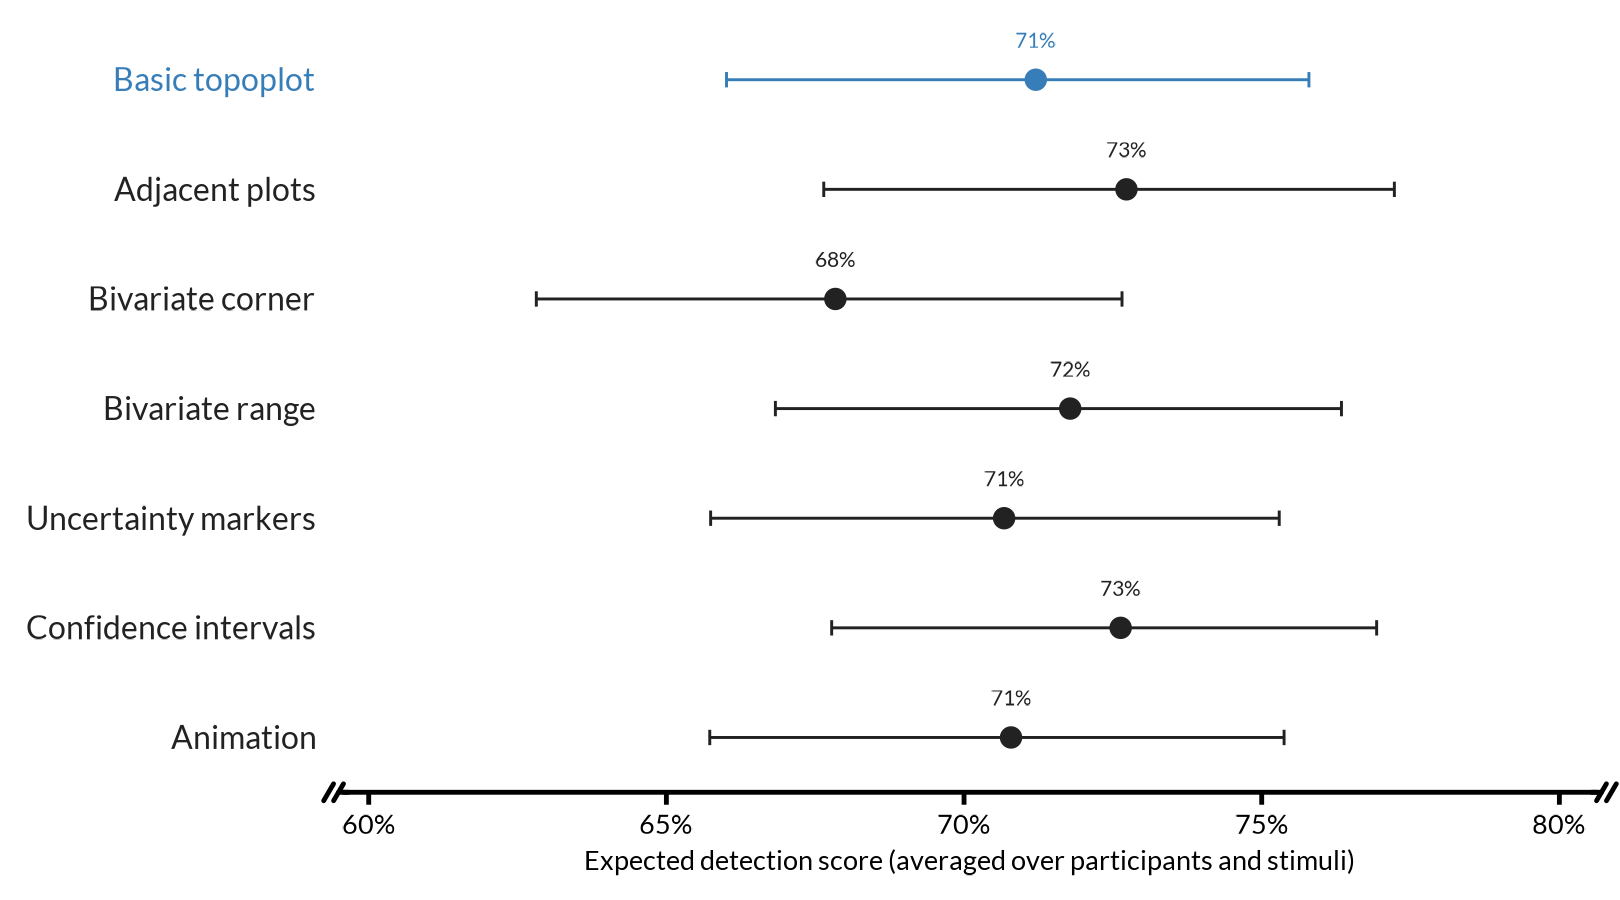 71%
Basic topoplot
73%
Adjacent plots
68%
Bivariate corner
72%
Bivariate range
71%
Uncertainty markers
73%
Confidence intervals
71%
Animation
60% 65% 70% 75% 80%
Expected detection score (averaged over participants and stimuli)